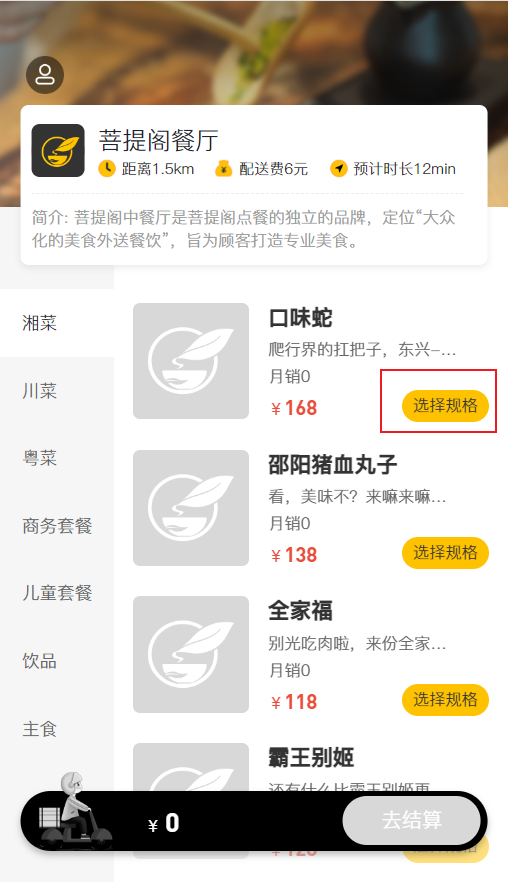 菩提阁餐厅
距离1.5km 配送费6元 预计时长12min
简介: 菩提阁中餐厅是菩提阁点餐的独立的品牌，定位“大众
化的美食外送餐饮”，旨为顾客打造专业美食。
湘菜
川菜
粤菜
商务套餐
儿童套餐
饮品
主食
口味蛇
爬行界的扛把子，东兴-...
月销0
￥168
选择规格
邵阳猪血丸子
看，美味不？来嘛来嘛...
月销0
￥138
选择规格
全家福
别光吃肉啦，来份全家...
月销0
￥118
选择规格
霸王别姬
还有什么比霸王别姬更
￥0
去结算